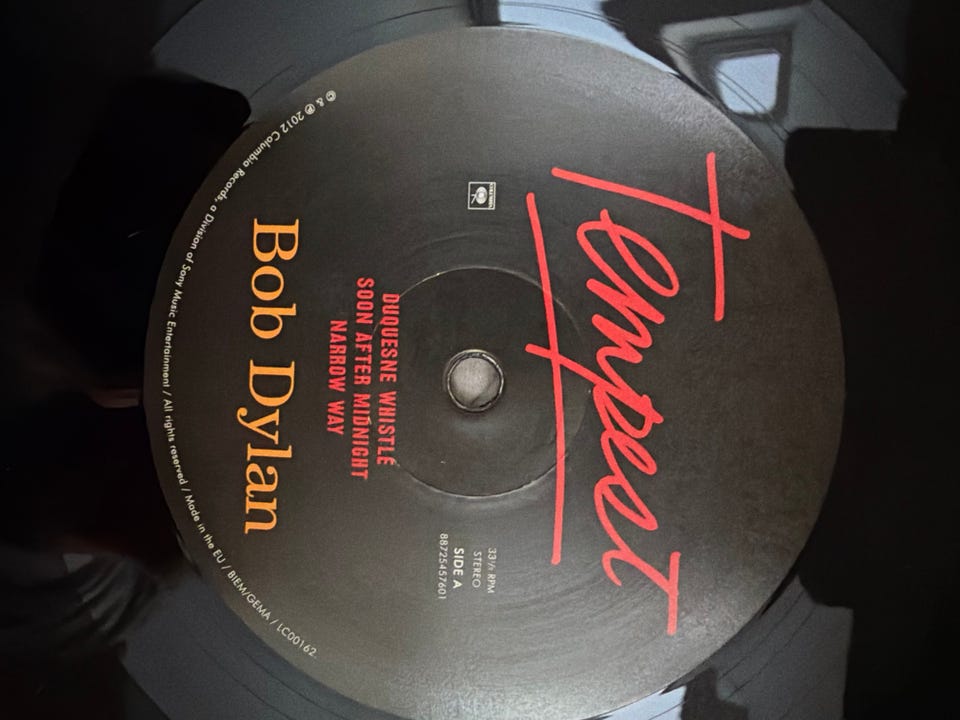 Tempest
COLUMBIA
33⅓ RPM
STEREO
SIDE A
88725457601
DUQUESNE WHISTLE
SOON AFTER MIDNIGHT
NARROW WAY
Bob Dylan
© & ℗ 2012 Columbia Records, a Division of Sony Music Entertainment / All rights reserved / Made in the EU / BIEM/GEMA / LC00162.